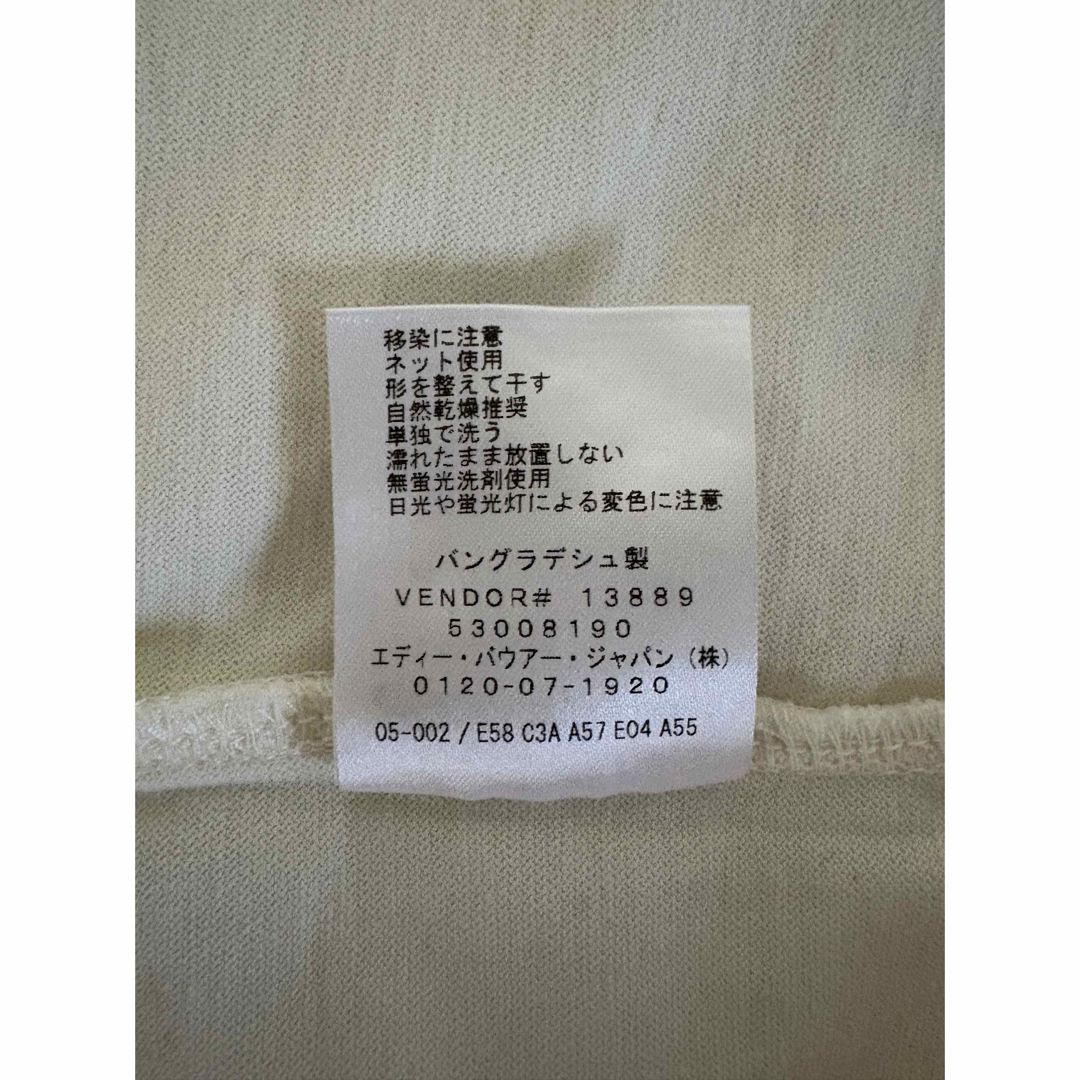 移染に注意
ネット使用
形を整えて干す
自然乾燥推奨
単独で洗う
濡れたまま放置しない
無蛍光洗剤使用
日光や蛍光灯による変色に注意
バングラデシュ製
VENDOR# 13889
53008190
エディー・バウアー・ジャパン(株)
0120-07-1920
05-002 / E58 C3A A57 E04 A55